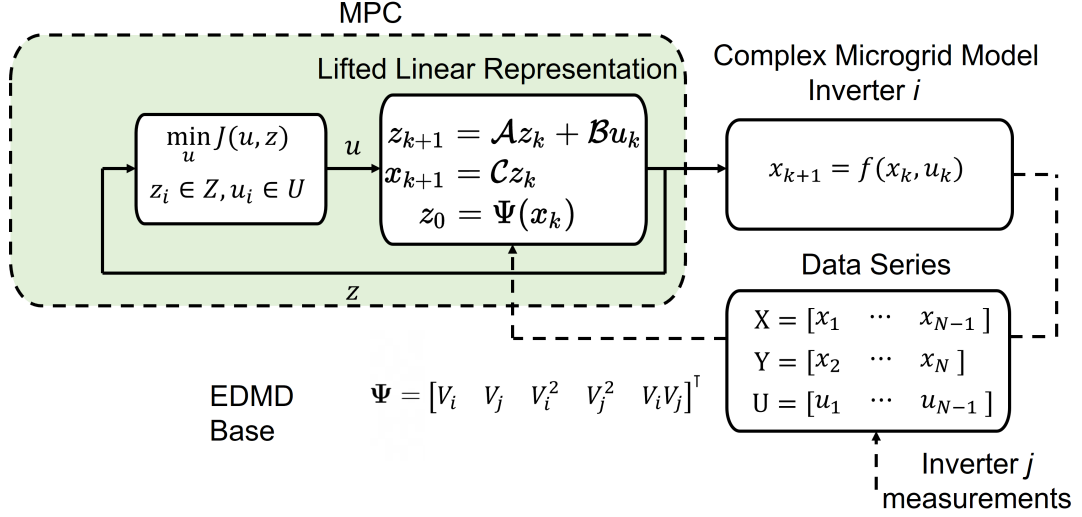 MPC
Lifted Linear Representation
min J(u, z)
u
z_i ∈ Z, u_i ∈ U
u
z_{k+1} = 𝓐z_k + 𝓑u_k
x_{k+1} = 𝓒z_k
z_0 = Ψ(x_k)
z
Complex Microgrid Model
Inverter i
x_{k+1} = f(x_k, u_k)
Data Series
X = [x_1 ⋯ x_{N−1} ]
Y = [x_2 ⋯ x_N ]
U = [u_1 ⋯ u_{N−1} ]
EDMD
Base
Ψ = [V_i V_j V_i^2 V_j^2 V_iV_j]^⊤
Inverter j
measurements